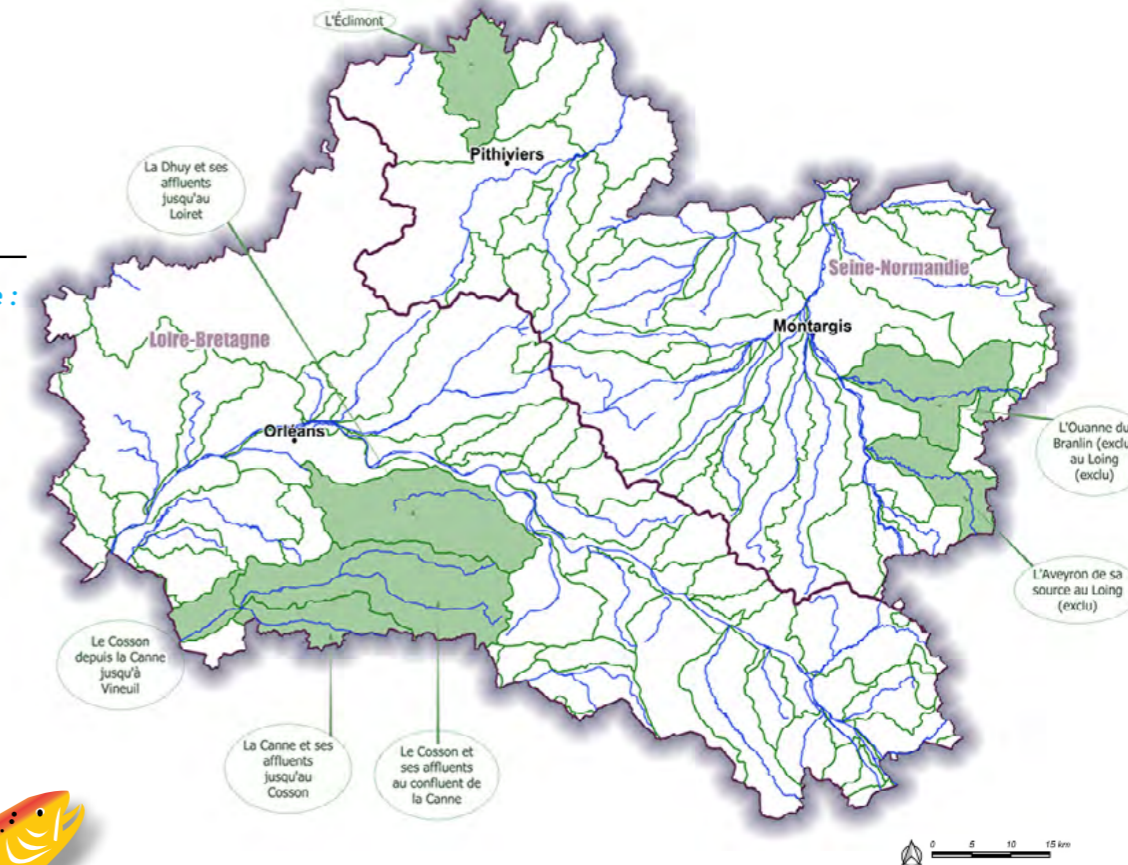 L'Éclimont
Pithiviers
La Dhuy et ses
affluents
jusqu'au
Loiret
:
Seine-Normandie
Montargis
Loire-Bretagne
Orléans
L'Ouanne du
Branlin (exclu
au Loing
(exclu)
L'Aveyron de sa
source au Loing
(exclu)
Le Cosson
depuis la Canne
jusqu'à
Vineuil
La Canne et ses
affluents
jusqu'au
Cosson
Le Cosson et
ses affluents
au confluent de
la Canne
0 5 10 15 km